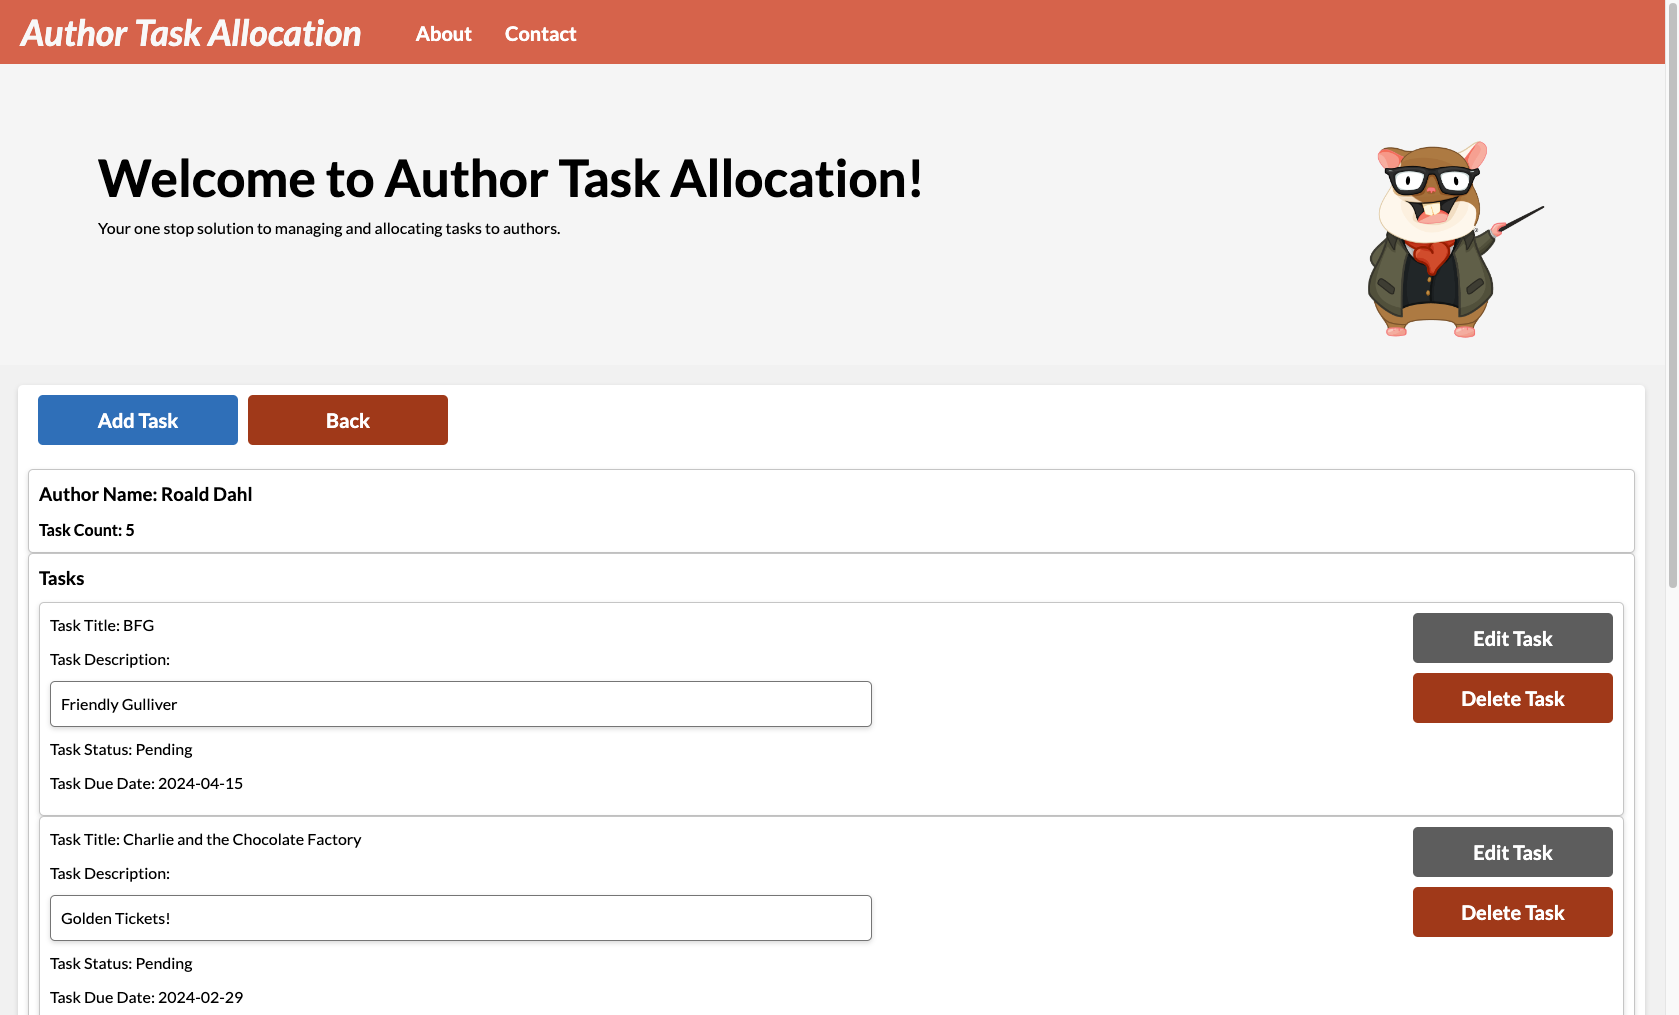 Author Task Allocation About Contact
Welcome to Author Task Allocation!
Your one stop solution to managing and allocating tasks to authors.
Add Task Back
Author Name: Roald Dahl
Task Count: 5
Tasks
Task Title: BFG
Edit Task
Task Description:
Delete Task
Friendly Gulliver
Task Status: Pending
Task Due Date: 2024-04-15
Task Title: Charlie and the Chocolate Factory
Edit Task
Task Description:
Delete Task
Golden Tickets!
Task Status: Pending
Task Due Date: 2024-02-29